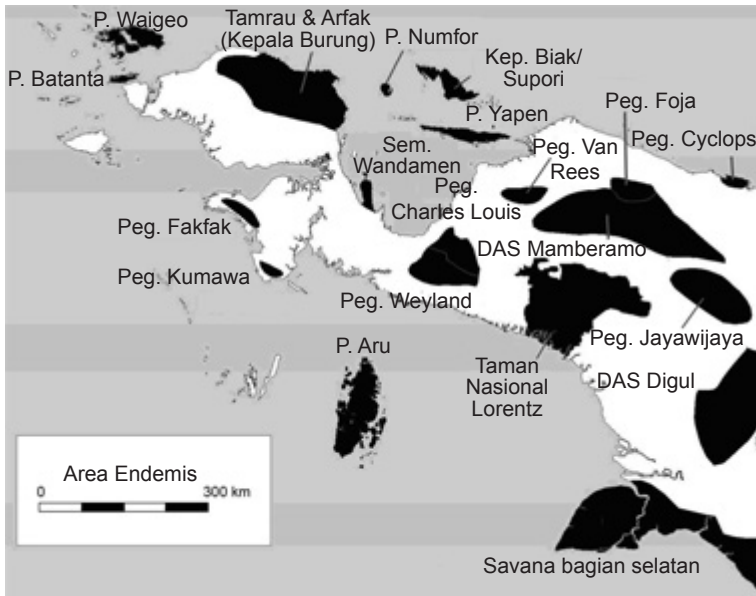 P. Waigeo
Tamrau & Arfak
(Kepala Burung)
P. Numfor
Kep. Biak/
Supori
P. Batanta
Peg. Foja
P. Yapen
Peg. Cyclops
Sem.
Wandamen
Peg. Van
Rees
Peg.
Charles Louis
Peg. Fakfak
DAS Mamberamo
Peg. Kumawa
Peg. Weyland
Peg. Jayawijaya
P. Aru
Taman
Nasional
Lorentz
DAS Digul
Area Endemis
0 300 km
Savana bagian selatan